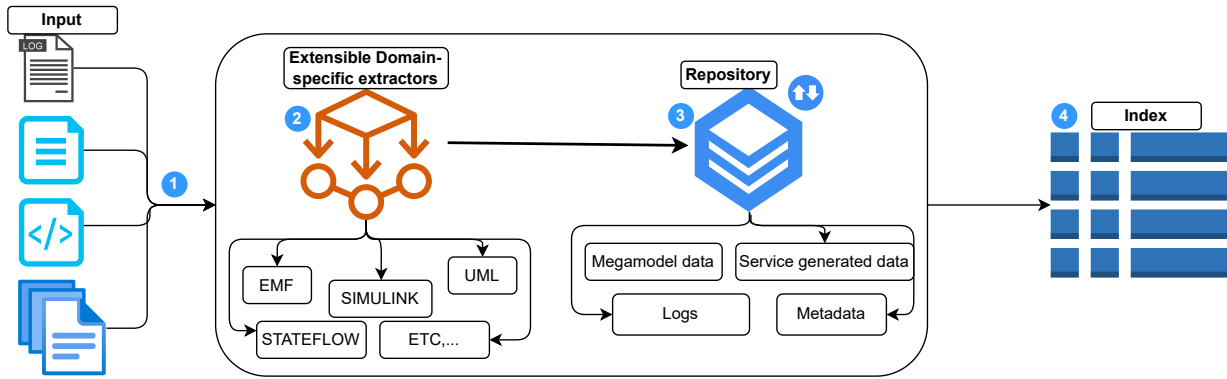 Input
LOG
1
Extensible Domain-
specific extractors
2
EMF
SIMULINK
UML
STATEFLOW
ETC,...
Repository
3
Megamodel data
Service generated data
Logs
Metadata
4
Index